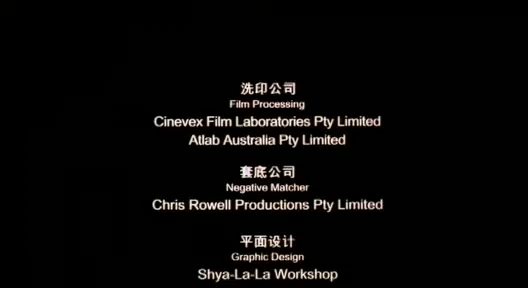 洗印公司
Film Processing
Cinevex Film Laboratories Pty Limited
Atlab Australia Pty Limited
套底公司
Negative Matcher
Chris Rowell Productions Pty Limited
平面设计
Graphic Design
Shya-La-La Workshop